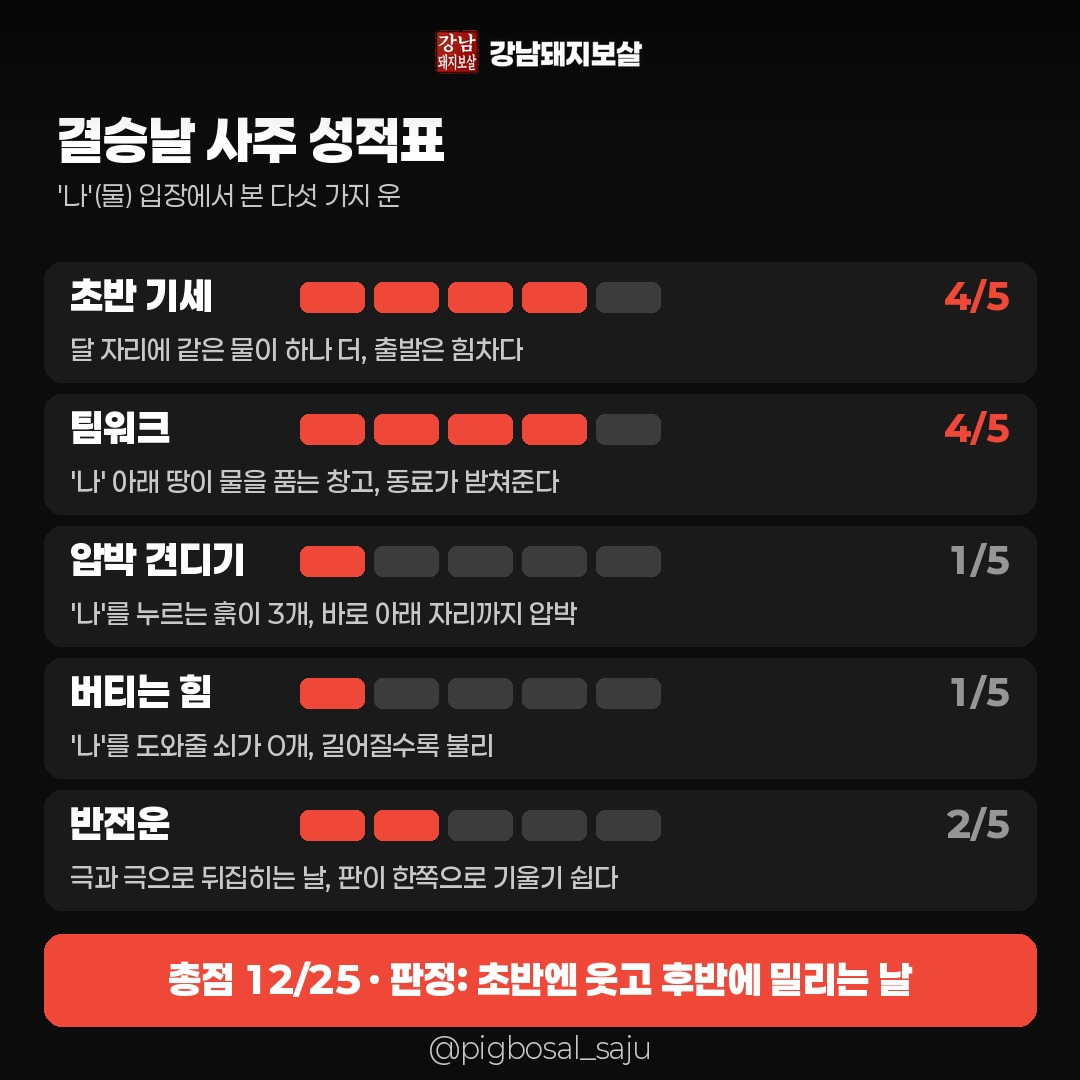 강남
돼지보살
강남돼지보살
결승날 사주 성적표
'나'(물) 입장에서 본 다섯 가지 운
초반 기세 4/5
달 자리에 같은 물이 하나 더, 출발은 힘차다
팀워크 4/5
'나' 아래 땅이 물을 품는 창고, 동료가 받쳐준다
압박 견디기 1/5
'나'를 누르는 흙이 3개, 바로 아래 자리까지 압박
버티는 힘 1/5
'나'를 도와줄 쇠가 0개, 길어질수록 불리
반전운 2/5
극과 극으로 뒤집히는 날, 판이 한쪽으로 기울기 쉽다
총점 12/25 · 판정: 초반엔 웃고 후반에 밀리는 날
@pigbosal_saju